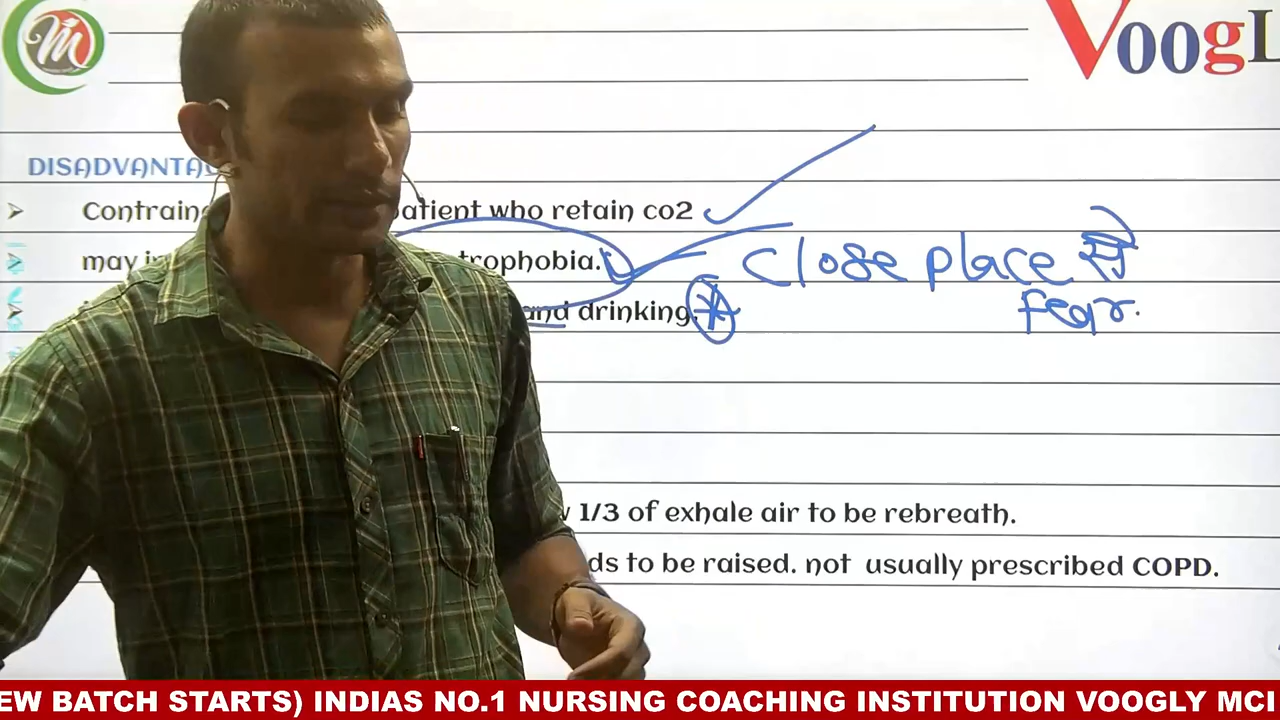 VOOGL
DISADVANTA
Contrain atient who retain co2
may i trophobia.
Close place से
and drinking.
fear.
1/3 of exhale air to be rebreath.
ds to be raised. not usually prescribed COPD.
EW BATCH STARTS) INDIAS NO.1 NURSING COACHING INSTITUTION VOOGLY MCI